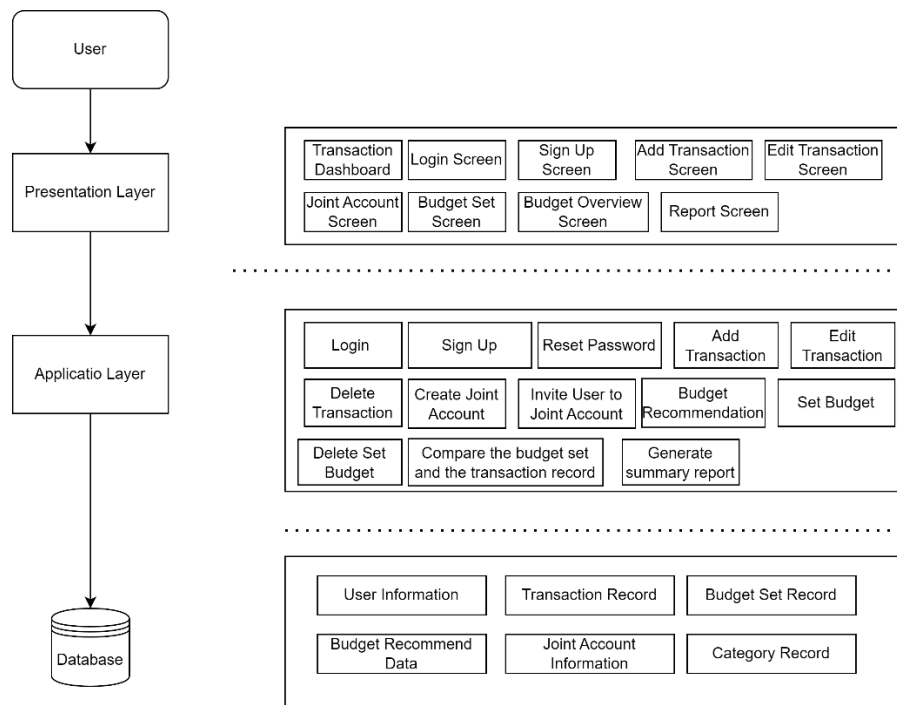 User
Presentation Layer
Transaction
Dashboard
Login Screen
Sign Up
Screen
Add Transaction
Screen
Edit Transaction
Screen
Joint Account
Screen
Budget Set
Screen
Budget Overview
Screen
Report Screen
Applicatio Layer
Login
Sign Up
Reset Password
Add
Transaction
Edit
Transaction
Delete
Transaction
Create Joint
Account
Invite User to
Joint Account
Budget
Recommendation
Set Budget
Delete Set
Budget
Compare the budget set
and the transaction record
Generate
summary report
Database
User Information
Transaction Record
Budget Set Record
Budget Recommend
Data
Joint Account
Information
Category Record